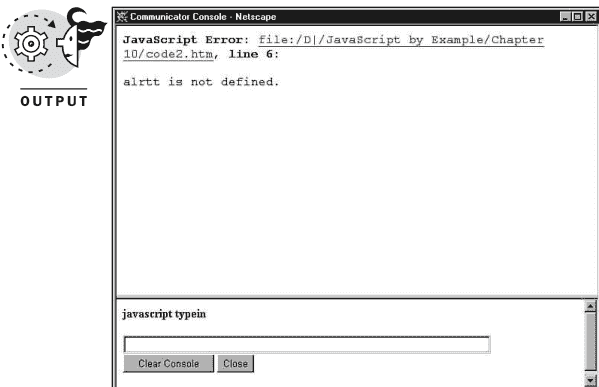 Communicator Console - Netscape
JavaScript Error: file:/D|/JavaScript by Example/Chapter
10/code2.htm, line 6:
alrtt is not defined.
OUTPUT
javascript typein
Clear Console Close